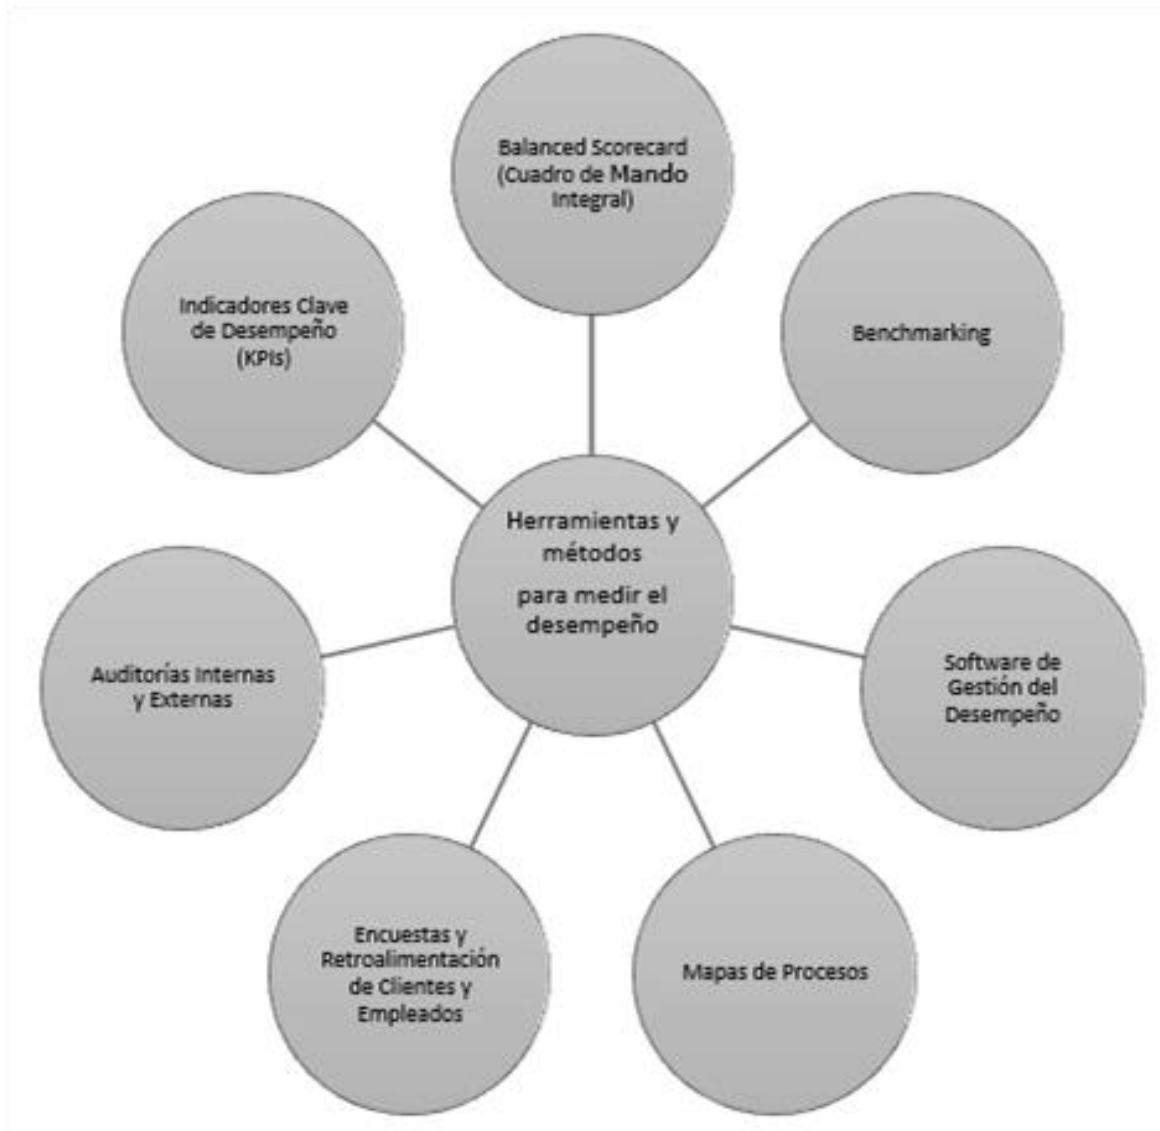 Balanced Scorecard
(Cuadro de Mando
Integral)
Indicadores Clave
de Desempeño
(KPIs)
Benchmarking
Herramientas y
métodos
para medir el
desempeño
Auditorías Internas
y Externas
Software de
Gestión del
Desempeño
Encuestas y
Retroalimentación
de Clientes y
Empleados
Mapas de Procesos